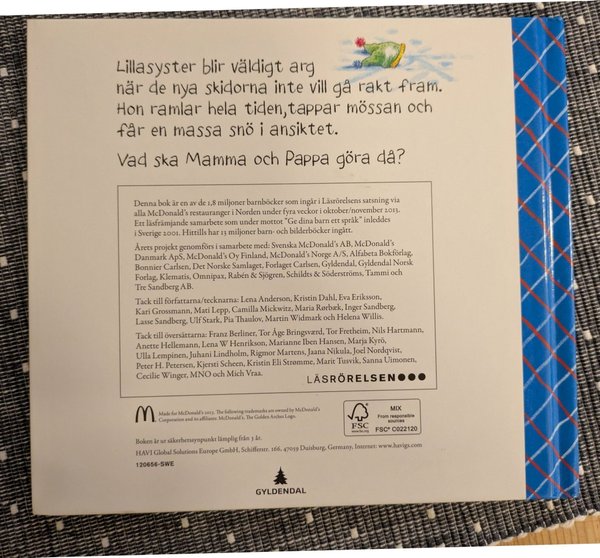 Lillasyster blir väldigt arg
när de nya skidorna inte vill gå rakt fram.
Hon ramlar hela tiden, tappar mössan och
får en massa snö i ansiktet.
Vad ska Mamma och Pappa göra då?
Denna bok är en av de 1,8 miljoner barnböcker som ingår i Läsrörelsens satsning via
alla McDonald's restauranger i Norden under fyra veckor i oktober/november 2013.
Ett läsfrämjande samarbete som under mottot "Ge dina barn ett språk" inleddes
i Sverige 2001. Hittills har 15 miljoner barn- och bilderböcker ingått.
Årets projekt genomförs i samarbete med: Svenska McDonald's AB, McDonald's
Danmark ApS, McDonald's Oy Finland, McDonald's Norge A/S, Alfabeta Bokförlag,
Bonnier Carlsen, Det Norske Samlaget, Forlaget Carlsen, Gyldendal, Gyldendal Norsk
Forlag, Klematis, Omnipax, Rabén & Sjögren, Schildts & Söderströms, Tammi och
Tre Sandberg AB.
Tack till författarna/tecknarna: Lena Anderson, Kristin Dahl, Eva Eriksson,
Kari Grossmann, Mati Lepp, Camilla Mickwitz, Maria Rørbæk, Inger Sandberg,
Lasse Sandberg, Ulf Stark, Pia Thaulov, Martin Widmark och Helena Willis.
Tack till översättarna: Franz Berliner, Tor Åge Bringsværd, Tor Fretheim, Nils Hartmann,
Anette Hellemann, Lena W Henrikson, Marianne Iben Hansen, Marja Kyrö,
Ulla Lempinen, Juhani Lindholm, Rigmor Martens, Jaana Nikula, Joel Nordqvist,
Peter H. Petersen, Kjersti Scheen, Kristin Eli Strømme, Marit Tusvik, Sanna Uimonen,
Cecilie Winger, MNO och Mich Vraa.
LÄSRÖRELSEN
Made for McDonald's 2013. The following trademarks are owned by McDonald's
Corporation and its affiliates: McDonald's, The Golden Arches Logo.
FSC
www.fsc.org
MIX
From responsible
sources
FSC® C022120
Boken är ur säkerhetssynpunkt lämplig från 3 år.
HAVI Global Solutions Europe GmbH, Schifferstr. 166, 47059 Duisburg, Germany, Internet: www.havigs.com
120656-SWE
GYLDENDAL